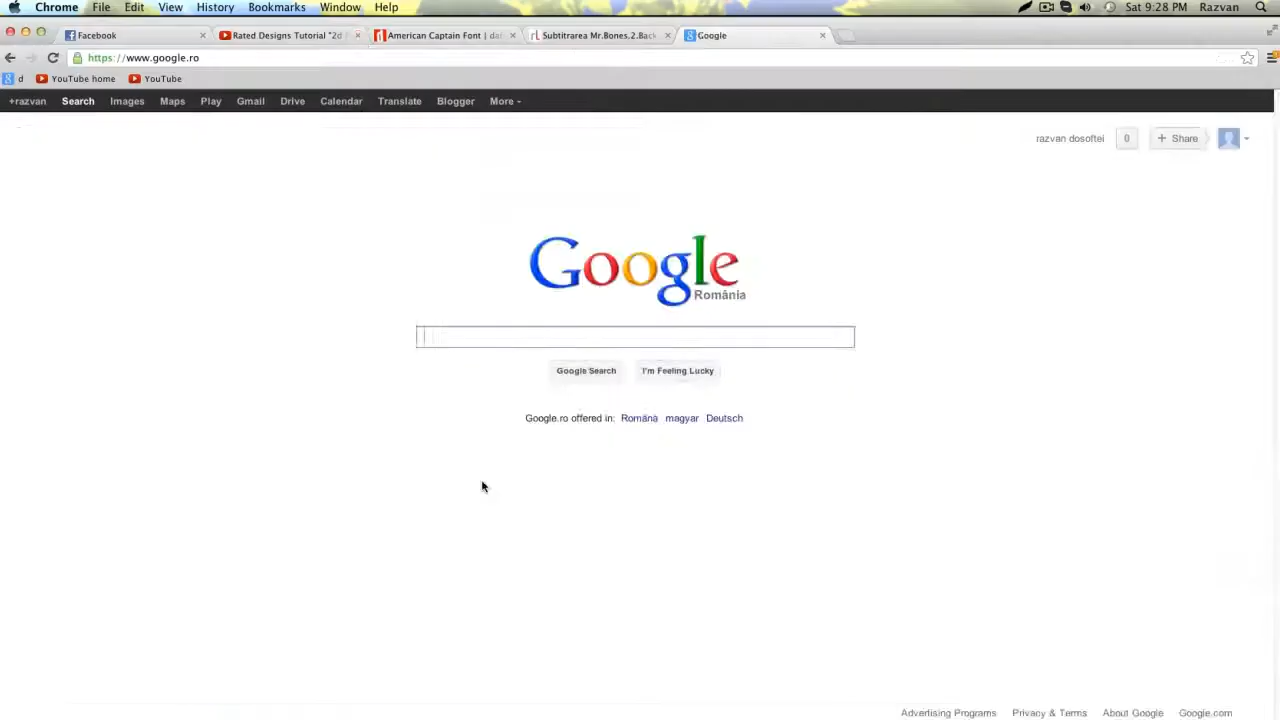 Chrome File Edit View History Bookmarks Window Help Sat 9:28 PM Razvan
Facebook Rated Designs Tutorial "2d American Captain Font | daf Subtitrarea Mr.Bones.2.Back Google
https://www.google.ro
d YouTube home YouTube
+razvan Search Images Maps Play Gmail Drive Calendar Translate Blogger More
razvan dosoftei 0 + Share
Google
România
Google Search I'm Feeling Lucky
Google.ro offered in: Română magyar Deutsch
Advertising Programs Privacy & Terms About Google Google.com